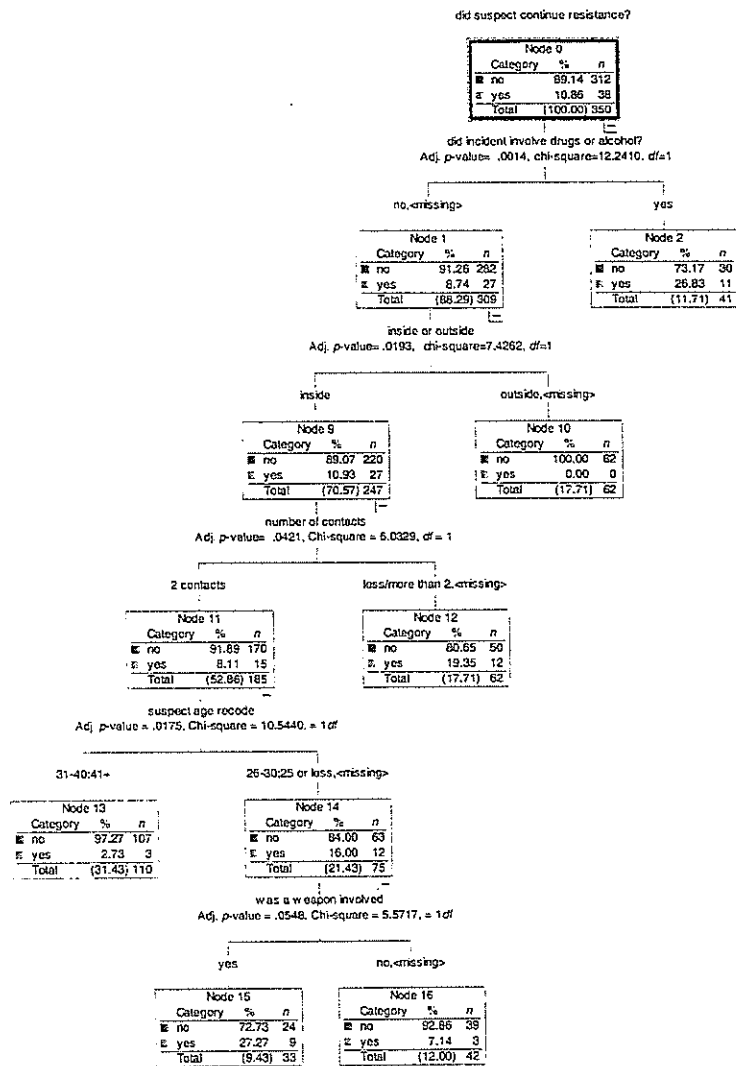 did suspect continue resistance?
Node 0
Category % n
no 89.14 312
yes 10.86 38
Total (100.00) 350
did incident involve drugs or alcohol?
Adj. p-value= .0014, chi-square=12.2410, df=1
no,<missing>
yes
Node 1
Category % n
no 91.26 282
yes 8.74 27
Total (88.29) 309
Node 2
Category % n
no 73.17 30
yes 26.83 11
Total (11.71) 41
inside or outside
Adj. p-value= .0193, chi-square=7.4262, df=1
inside
outside,<missing>
Node 9
Category % n
no 89.07 220
yes 10.93 27
Total (70.57) 247
Node 10
Category % n
no 100.00 62
yes 0.00 0
Total (17.71) 62
number of contacts
Adj. p-value= .0421, Chi-square = 6.0329, df = 1
2 contacts
less/more than 2,<missing>
Node 11
Category % n
no 91.89 170
yes 8.11 15
Total (52.86) 185
Node 12
Category % n
no 80.65 50
yes 19.35 12
Total (17.71) 62
suspect age recode
Adj. p-value = .0175, Chi-square = 10.5440, = 1df
31-40;41+
26-30;25 or less,<missing>
Node 13
Category % n
no 97.27 107
yes 2.73 3
Total (31.43) 110
Node 14
Category % n
no 84.00 63
yes 16.00 12
Total (21.43) 75
was a weapon involved
Adj. p-value = .0548, Chi-square = 5.5717, = 1df
yes
no,<missing>
Node 15
Category % n
no 72.73 24
yes 27.27 9
Total (9.43) 33
Node 16
Category % n
no 92.86 39
yes 7.14 3
Total (12.00) 42